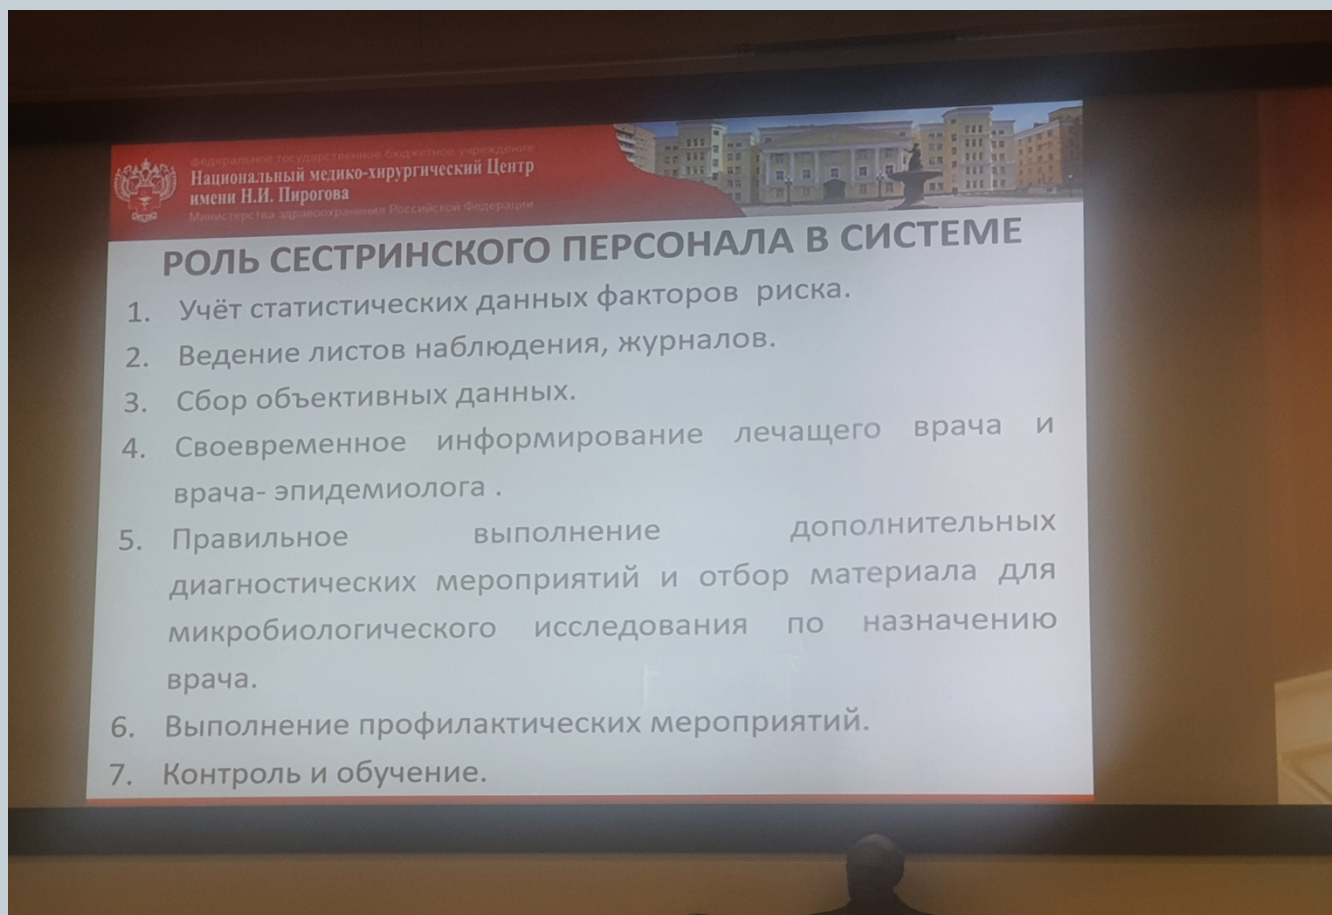 Федеральное государственное бюджетное учреждение
Национальный медико-хирургический Центр
имени Н.И. Пирогова
Министерства здравоохранения Российской Федерации
РОЛЬ СЕСТРИНСКОГО ПЕРСОНАЛА В СИСТЕМЕ
1. Учёт статистических данных факторов риска.
2. Ведение листов наблюдения, журналов.
3. Сбор объективных данных.
4. Своевременное информирование лечащего врача и
врача- эпидемиолога .
5. Правильное выполнение дополнительных
диагностических мероприятий и отбор материала для
микробиологического исследования по назначению
врача.
6. Выполнение профилактических мероприятий.
7. Контроль и обучение.